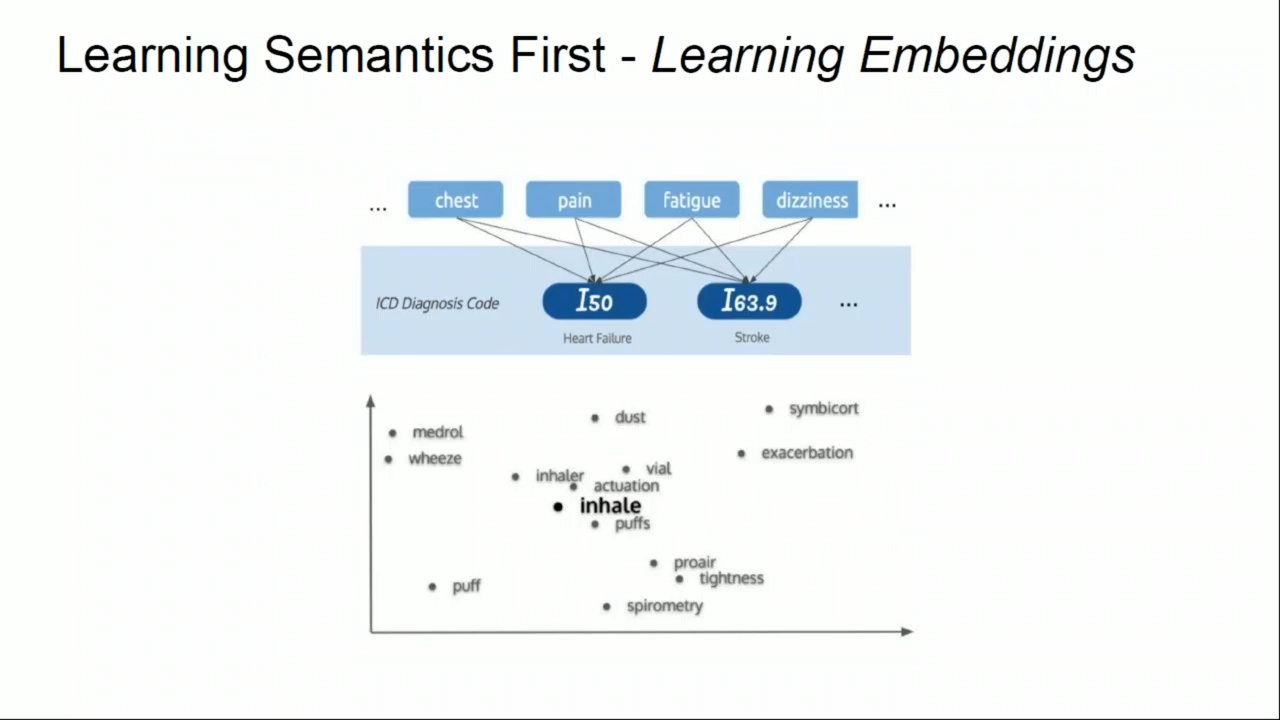 Learning Semantics First - Learning Embeddings
... chest pain fatigue dizziness ...
ICD Diagnosis Code I50 I63.9 ...
Heart Failure Stroke
symbicort
dust
medrol
exacerbation
wheeze
vial
inhaler
actuation
inhale
puffs
proair
tightness
puff
spirometry